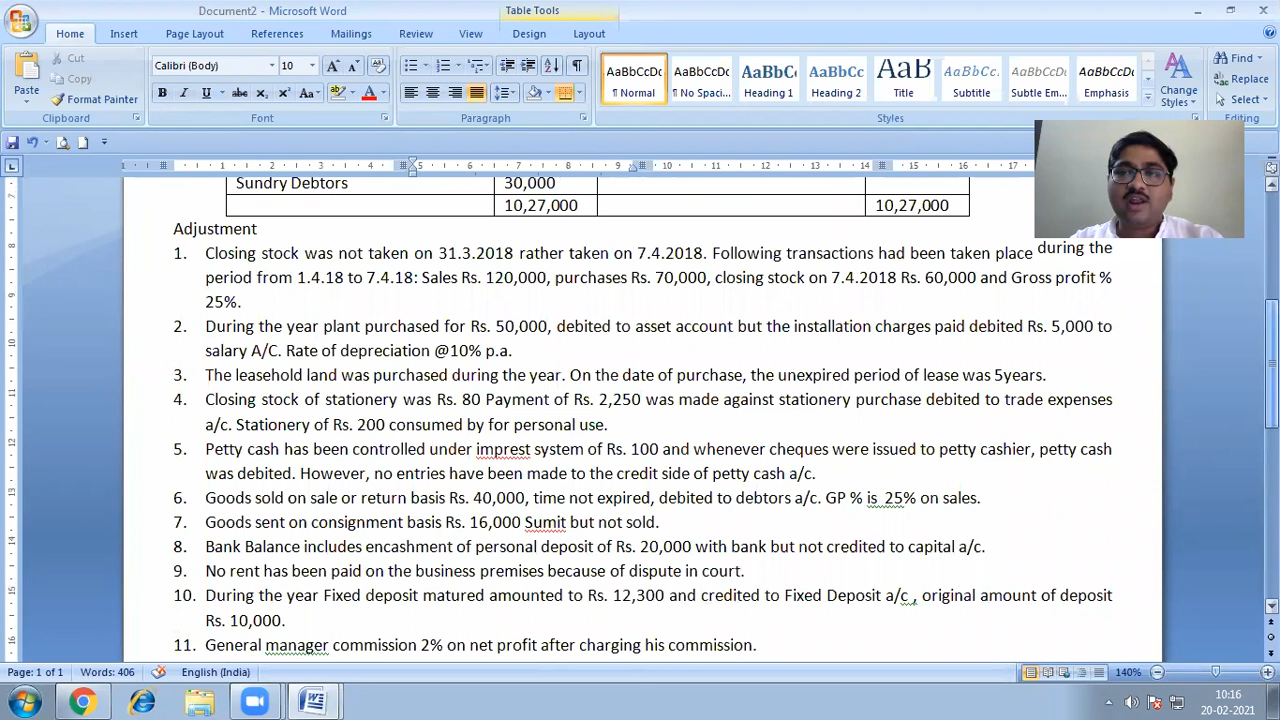 Document2 - Microsoft Word
Table Tools
Home Insert Page Layout References Mailings Review View Design Layout
Cut
Copy
Format Painter
Paste
Clipboard
Calibri (Body) 10
Font
Paragraph
AaBbCcDc AaBbCcDc AaBbCc AaBbCc AaB AaBbCc. AaBbCcDc AaBbCcDc
¶ Normal ¶ No Spaci... Heading 1 Heading 2 Title Subtitle Subtle Em... Emphasis
Change Styles
Styles
Find
Replace
Select
Editing
Sundry Debtors 30,000
10,27,000 10,27,000
Adjustment
1. Closing stock was not taken on 31.3.2018 rather taken on 7.4.2018. Following transactions had been taken place during the
period from 1.4.18 to 7.4.18: Sales Rs. 120,000, purchases Rs. 70,000, closing stock on 7.4.2018 Rs. 60,000 and Gross profit %
25%.
2. During the year plant purchased for Rs. 50,000, debited to asset account but the installation charges paid debited Rs. 5,000 to
salary A/C. Rate of depreciation @10% p.a.
3. The leasehold land was purchased during the year. On the date of purchase, the unexpired period of lease was 5years.
4. Closing stock of stationery was Rs. 80 Payment of Rs. 2,250 was made against stationery purchase debited to trade expenses
a/c. Stationery of Rs. 200 consumed by for personal use.
5. Petty cash has been controlled under imprest system of Rs. 100 and whenever cheques were issued to petty cashier, petty cash
was debited. However, no entries have been made to the credit side of petty cash a/c.
6. Goods sold on sale or return basis Rs. 40,000, time not expired, debited to debtors a/c. GP % is 25% on sales.
7. Goods sent on consignment basis Rs. 16,000 Sumit but not sold.
8. Bank Balance includes encashment of personal deposit of Rs. 20,000 with bank but not credited to capital a/c.
9. No rent has been paid on the business premises because of dispute in court.
10. During the year Fixed deposit matured amounted to Rs. 12,300 and credited to Fixed Deposit a/c , original amount of deposit
Rs. 10,000.
11. General manager commission 2% on net profit after charging his commission.
Page: 1 of 1 Words: 406 English (India) 140%
10:16
20-02-2021